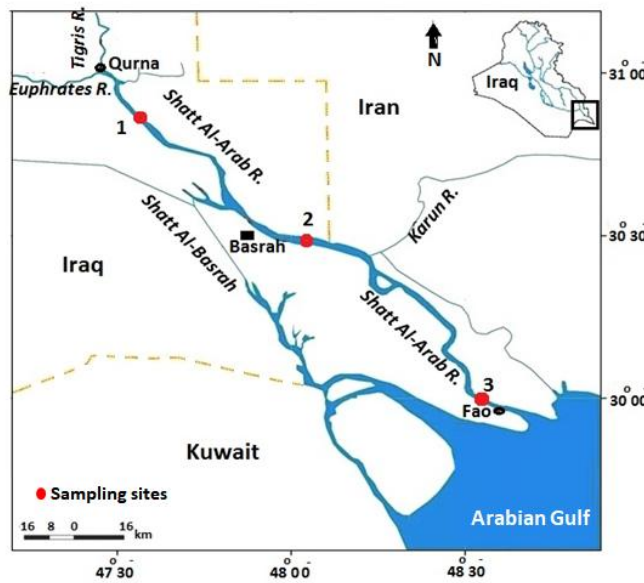 Tigris R.
Qurna
Euphrates R.
1
Shatt Al-Arab R.
Iran
N
Iraq
31° 00
2
Basrah
Karun R.
30° 30
Iraq
Shatt Al-Basrah
Shatt Al-Arab R.
3
Fao
30° 00
Kuwait
Sampling sites
Arabian Gulf
16 8 0 16
km
47 30
48° 00
48° 30